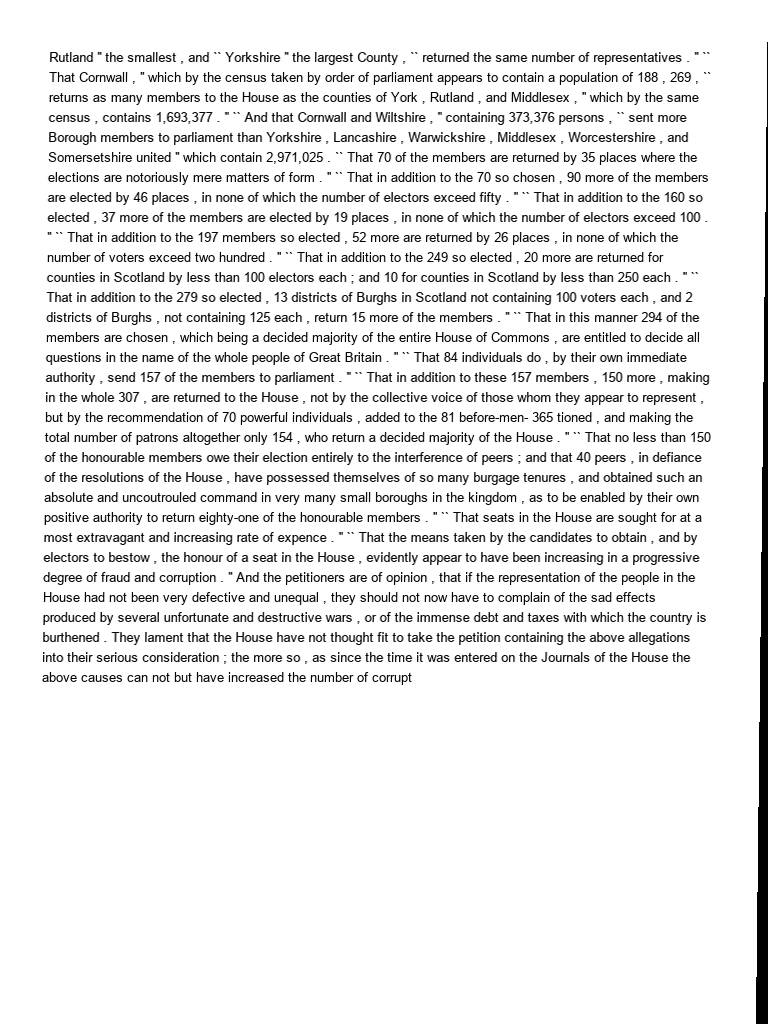 Rutland " the smallest , and `` Yorkshire " the largest County , `` returned the same number of representatives . " ``
That Cornwall , " which by the census taken by order of parliament appears to contain a population of 188 , 269 , ``
returns as many members to the House as the counties of York , Rutland , and Middlesex , " which by the same
census , contains 1,693,377 . " `` And that Cornwall and Wiltshire , " containing 373,376 persons , `` sent more
Borough members to parliament than Yorkshire , Lancashire , Warwickshire , Middlesex , Worcestershire , and
Somersetshire united " which contain 2,971,025 . `` That 70 of the members are returned by 35 places where the
elections are notoriously mere matters of form . " `` That in addition to the 70 so chosen , 90 more of the members
are elected by 46 places , in none of which the number of electors exceed fifty . " `` That in addition to the 160 so
elected , 37 more of the members are elected by 19 places , in none of which the number of electors exceed 100 .
" `` That in addition to the 197 members so elected , 52 more are returned by 26 places , in none of which the
number of voters exceed two hundred . " `` That in addition to the 249 so elected , 20 more are returned for
counties in Scotland by less than 100 electors each ; and 10 for counties in Scotland by less than 250 each . " ``
That in addition to the 279 so elected , 13 districts of Burghs in Scotland not containing 100 voters each , and 2
districts of Burghs , not containing 125 each , return 15 more of the members . " `` That in this manner 294 of the
members are chosen , which being a decided majority of the entire House of Commons , are entitled to decide all
questions in the name of the whole people of Great Britain . " `` That 84 individuals do , by their own immediate
authority , send 157 of the members to parliament . " `` That in addition to these 157 members , 150 more , making
in the whole 307 , are returned to the House , not by the collective voice of those whom they appear to represent ,
but by the recommendation of 70 powerful individuals , added to the 81 before-men- 365 tioned , and making the
total number of patrons altogether only 154 , who return a decided majority of the House . " `` That no less than 150
of the honourable members owe their election entirely to the interference of peers ; and that 40 peers , in defiance
of the resolutions of the House , have possessed themselves of so many burgage tenures , and obtained such an
absolute and uncoutrouled command in very many small boroughs in the kingdom , as to be enabled by their own
positive authority to return eighty-one of the honourable members . " `` That seats in the House are sought for at a
most extravagant and increasing rate of expence . " `` That the means taken by the candidates to obtain , and by
electors to bestow , the honour of a seat in the House , evidently appear to have been increasing in a progressive
degree of fraud and corruption . " And the petitioners are of opinion , that if the representation of the people in the
House had not been very defective and unequal , they should not now have to complain of the sad effects
produced by several unfortunate and destructive wars , or of the immense debt and taxes with which the country is
burthened . They lament that the House have not thought fit to take the petition containing the above allegations
into their serious consideration ; the more so , as since the time it was entered on the Journals of the House the
above causes can not but have increased the number of corrupt